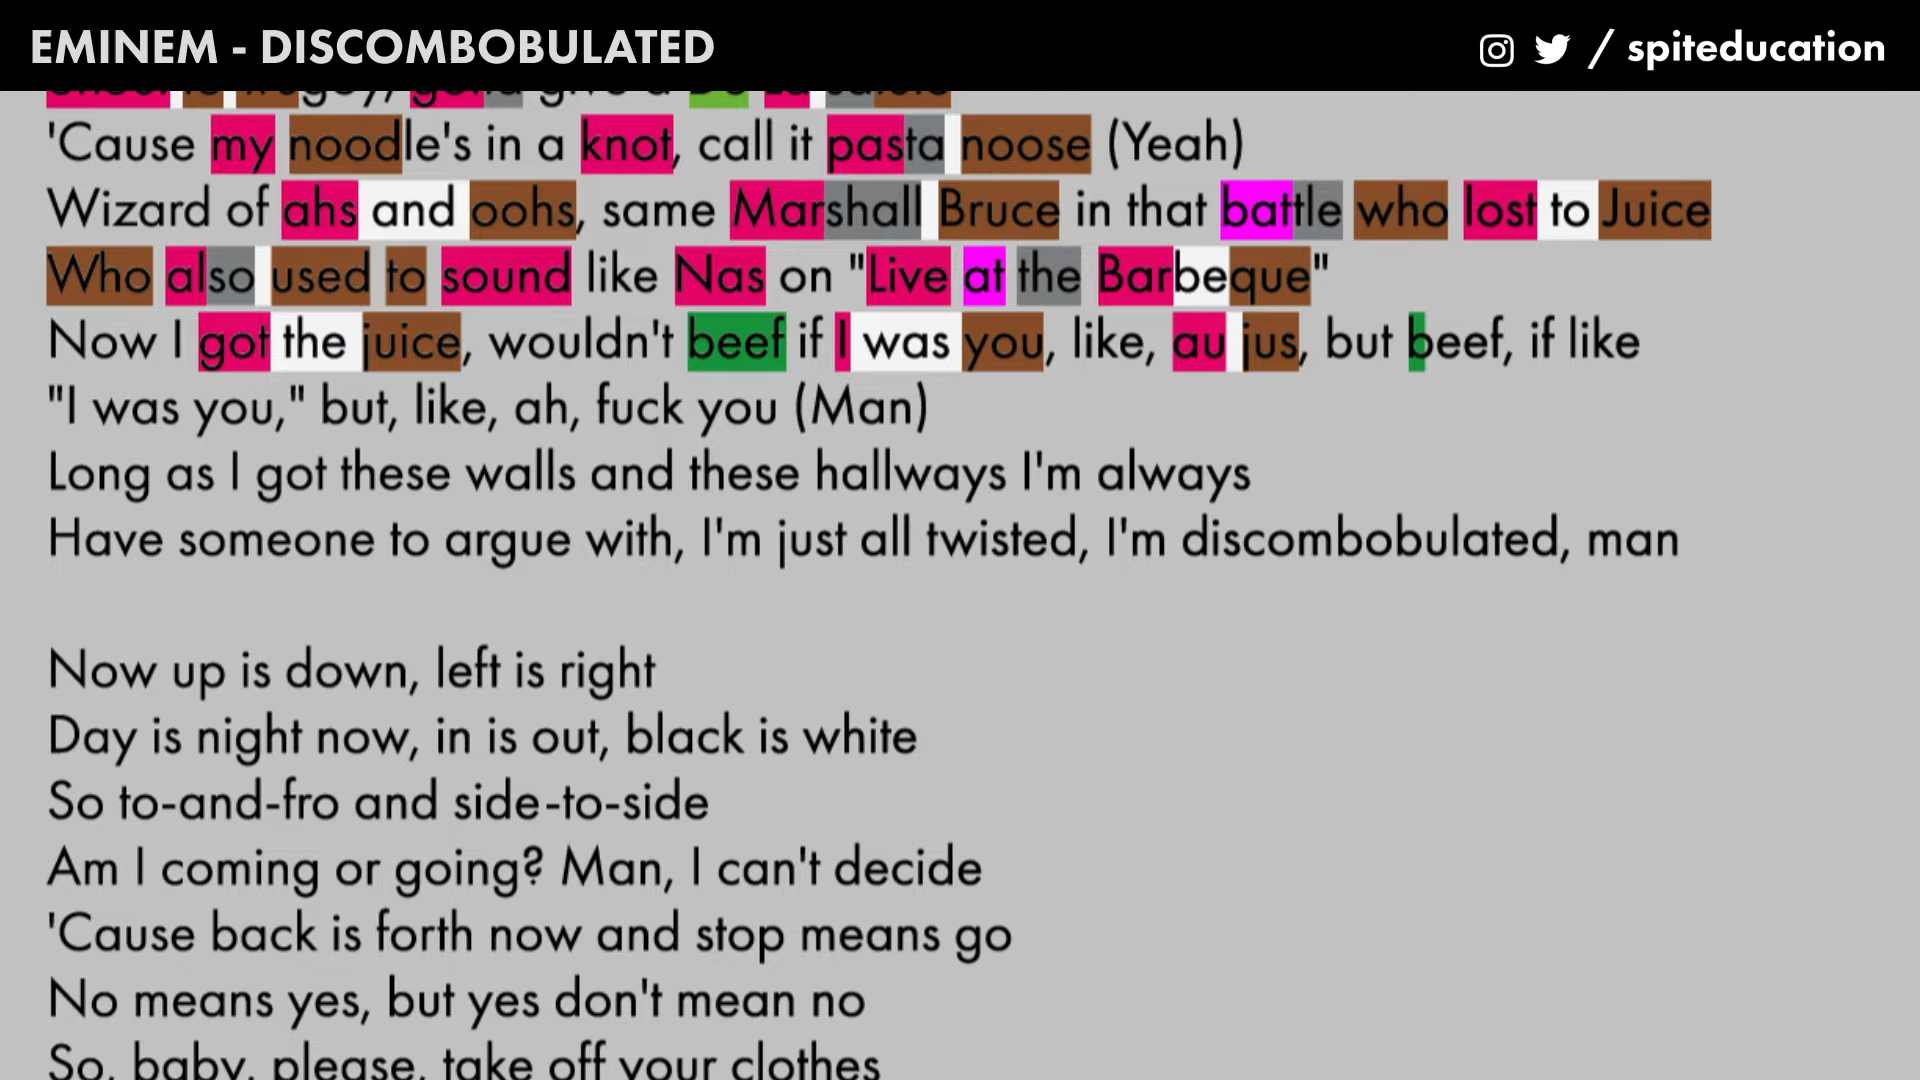 EMINEM - DISCOMBOBULATED
/ spiteducation
give a
'Cause my noodle's in a knot, call it pasta noose (Yeah)
Wizard of ahs and oohs, same Marshall Bruce in that battle who lost to Juice
Who also used to sound like Nas on "Live at the Barbeque"
Now I got the juice, wouldn't beef if I was you, like, au jus, but beef, if like
"I was you," but, like, ah, fuck you (Man)
Long as I got these walls and these hallways I'm always
Have someone to argue with, I'm just all twisted, I'm discombobulated, man
Now up is down, left is right
Day is night now, in is out, black is white
So to-and-fro and side-to-side
Am I coming or going? Man, I can't decide
'Cause back is forth now and stop means go
No means yes, but yes don't mean no
So, baby, please, take off your clothes